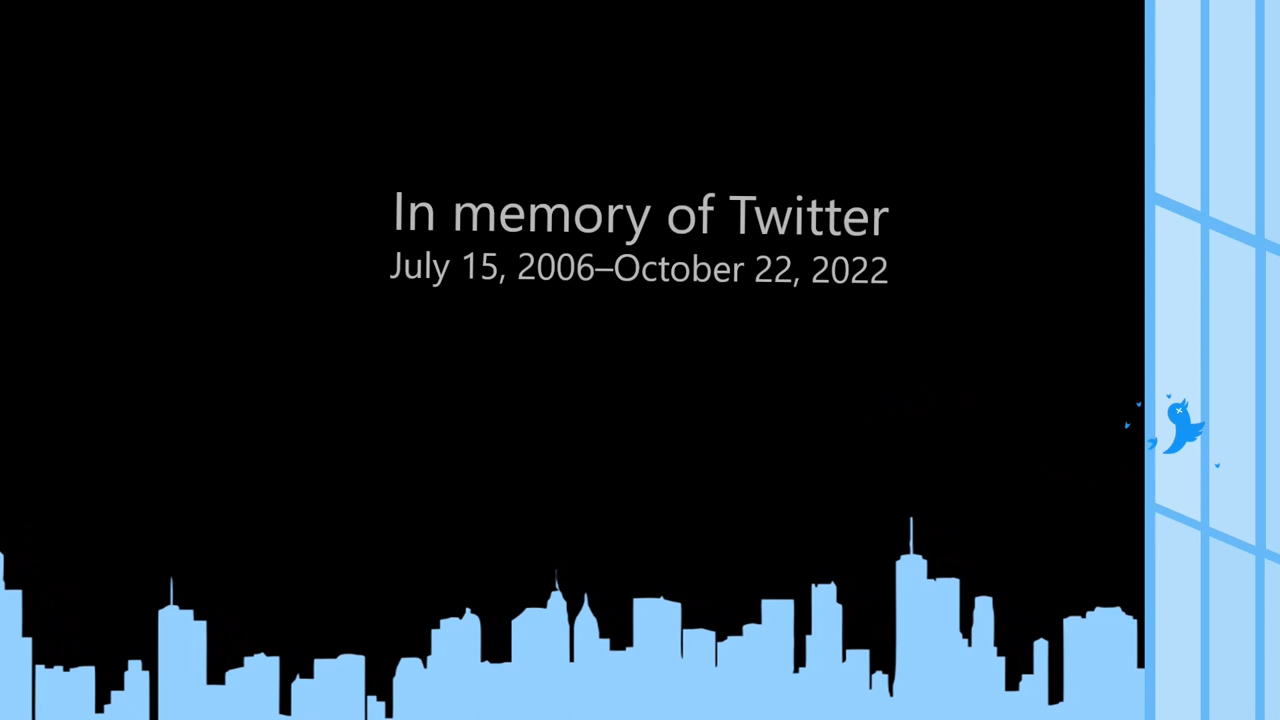 In memory of Twitter
July 15, 2006–October 22, 2022